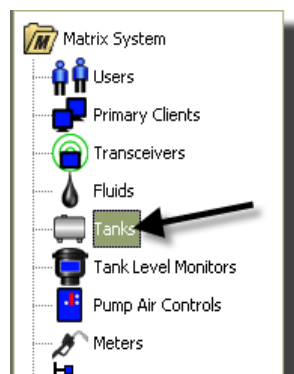 Matrix System
Users
Primary Clients
Transceivers
Fluids
Tanks
Tank Level Monitors
Pump Air Controls
Meters